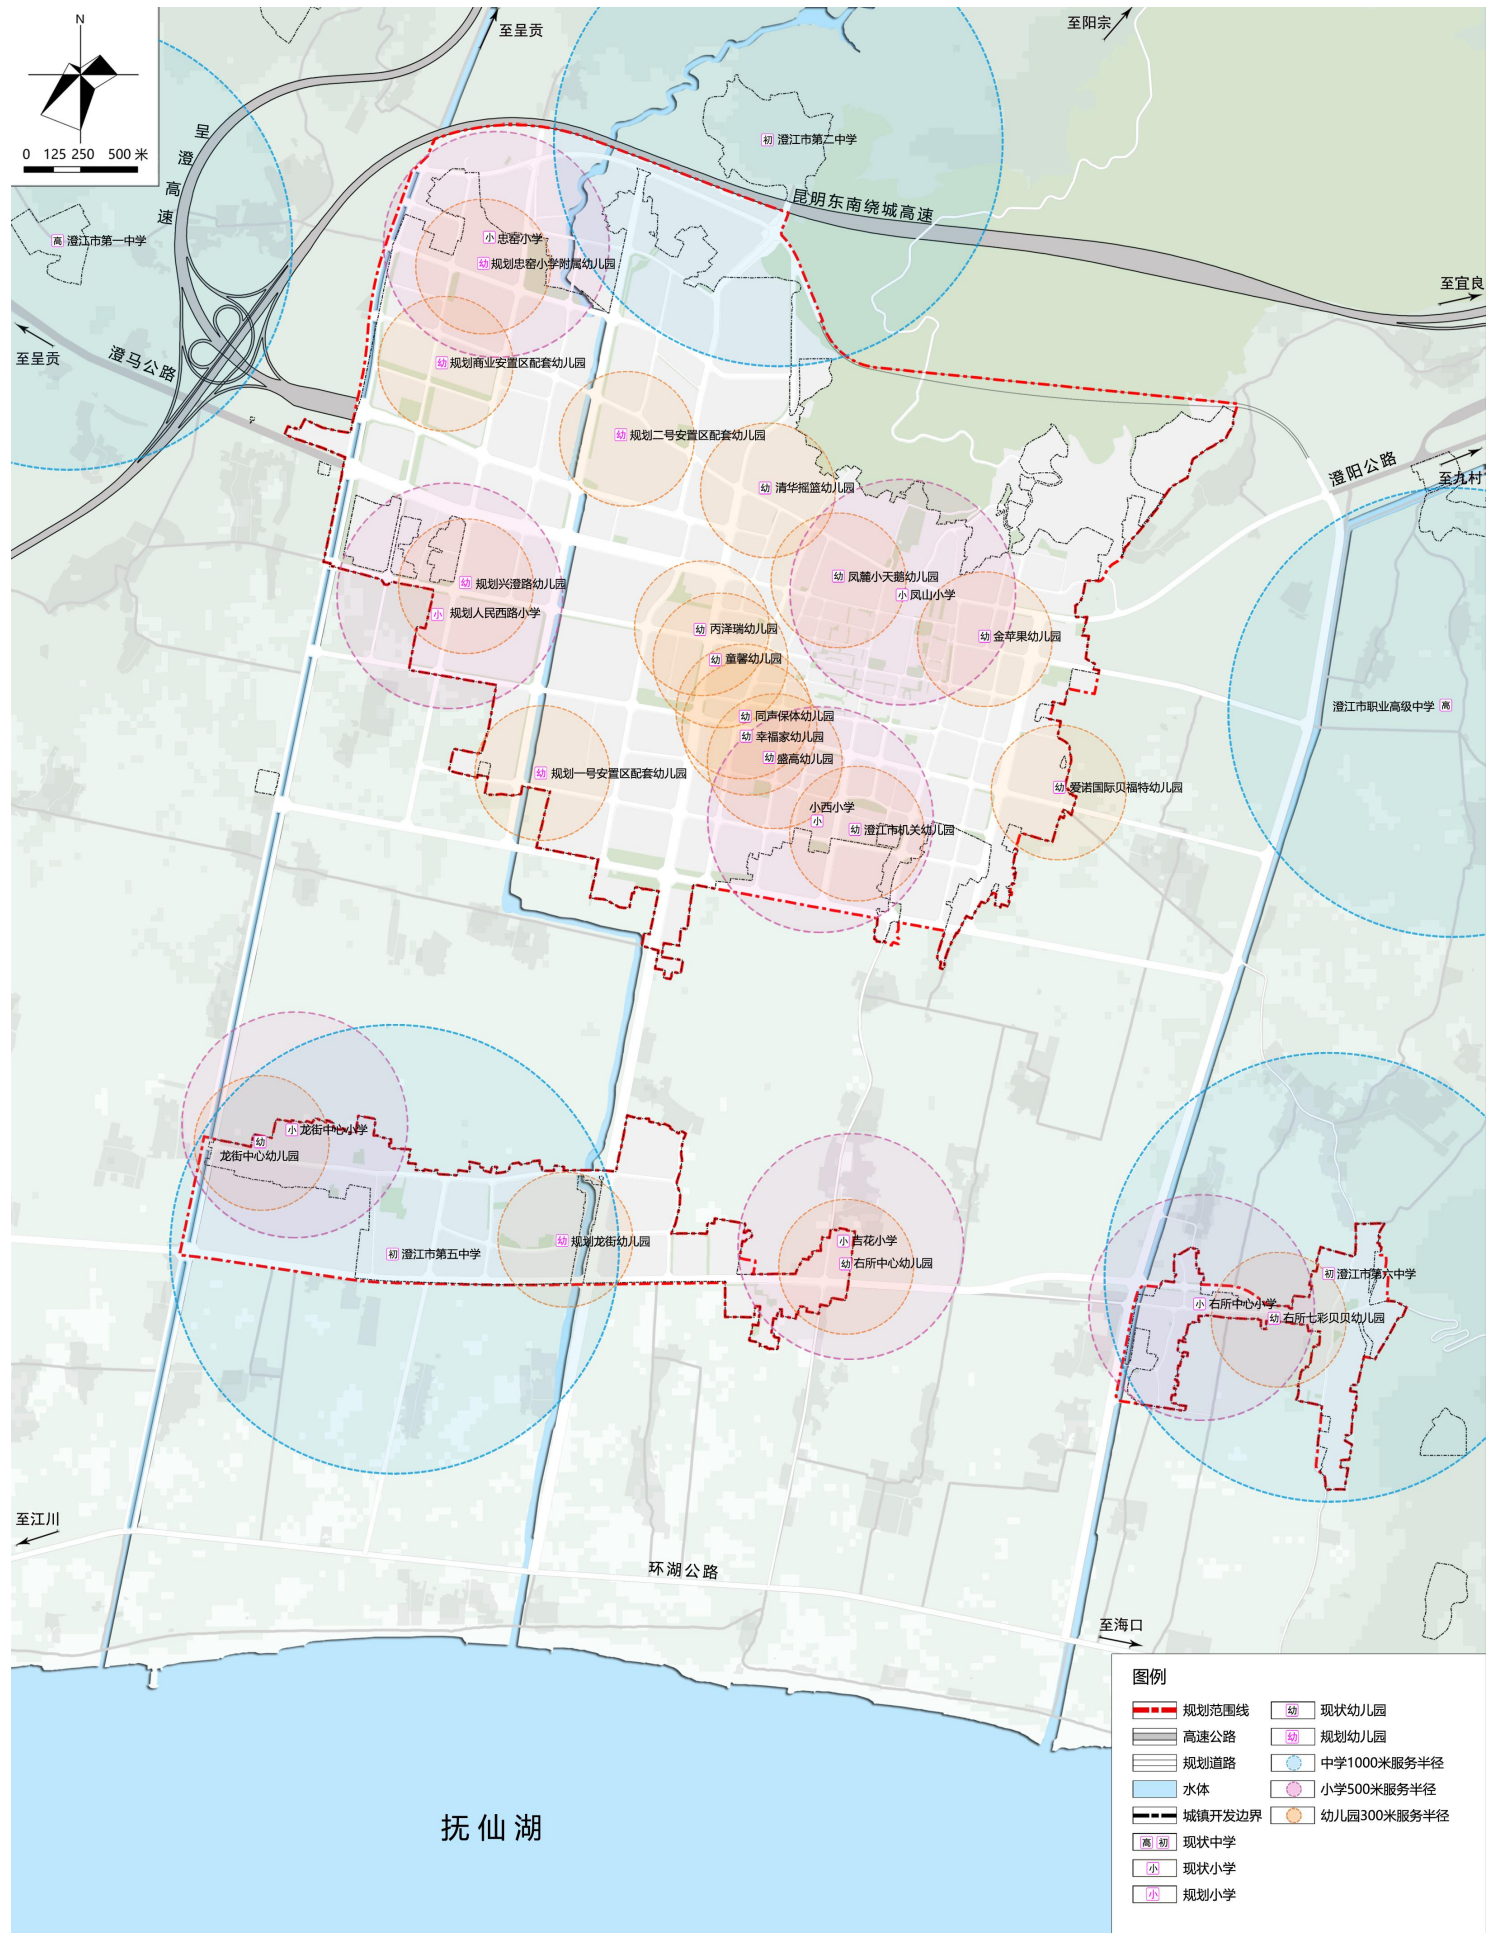 N
0 125 250 500 米
至呈贡
至阳宗
呈
澄
高
速
初 澄江市第二中学
昆明东南绕城高速
高 澄江市第一中学
小 忠窑小学
幼 规划忠窑小学附属幼儿园
至宜良
至呈贡
澄马公路
幼 规划商业安置区配套幼儿园
幼 规划二号安置区配套幼儿园
澄阳公路
至九村
幼 清华摇篮幼儿园
幼 凤麓小天鹅幼儿园
幼 规划兴澄路幼儿园
小 凤山小学
小 规划人民西路小学
幼 丙泽瑞幼儿园
幼 金苹果幼儿园
幼 童馨幼儿园
澄江市职业高级中学 高
幼 同声保体幼儿园
幼 幸福家幼儿园
幼 盛高幼儿园
幼 规划一号安置区配套幼儿园
幼 爱诺国际贝福特幼儿园
小西小学
小
幼 澄江市机关幼儿园
小 龙街中心小学
幼
龙街中心幼儿园
幼 规划龙街幼儿园
小 吉花小学
初 澄江市第五中学
幼 右所中心幼儿园
初 澄江市第六中学
小 右所中心小学
幼 右所七彩贝贝幼儿园
至江川
环湖公路
至海口
抚仙湖
图例
规划范围线
高速公路
规划道路
水体
城镇开发边界
高 初 现状中学
小 现状小学
小 规划小学
幼 现状幼儿园
幼 规划幼儿园
中学1000米服务半径
小学500米服务半径
幼儿园300米服务半径